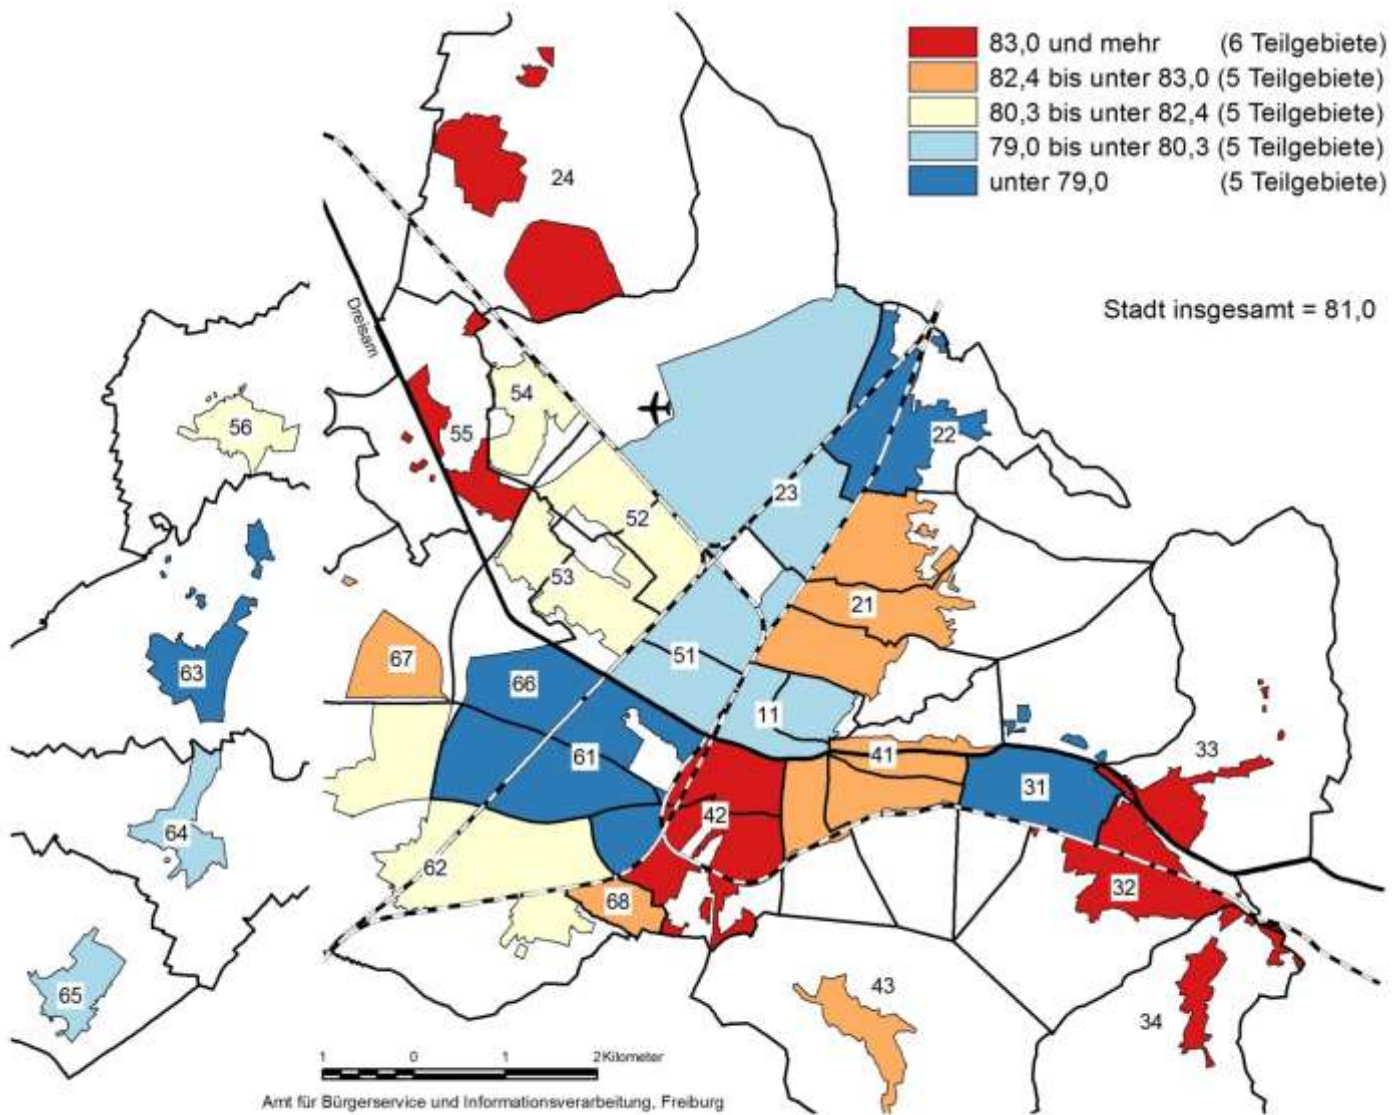 83,0 und mehr (6 Teilgebiete)
82,4 bis unter 83,0 (5 Teilgebiete)
80,3 bis unter 82,4 (5 Teilgebiete)
79,0 bis unter 80,3 (5 Teilgebiete)
unter 79,0 (5 Teilgebiete)
24
Stadt insgesamt = 81,0
Dreisam
54
56
55
22
23
52
53
21
67
51
63
66
11
41
33
61
31
42
64
62
32
68
43
65
34
1 0 1 2 Kilometer
Amt für Bürgerservice und Informationsverarbeitung, Freiburg